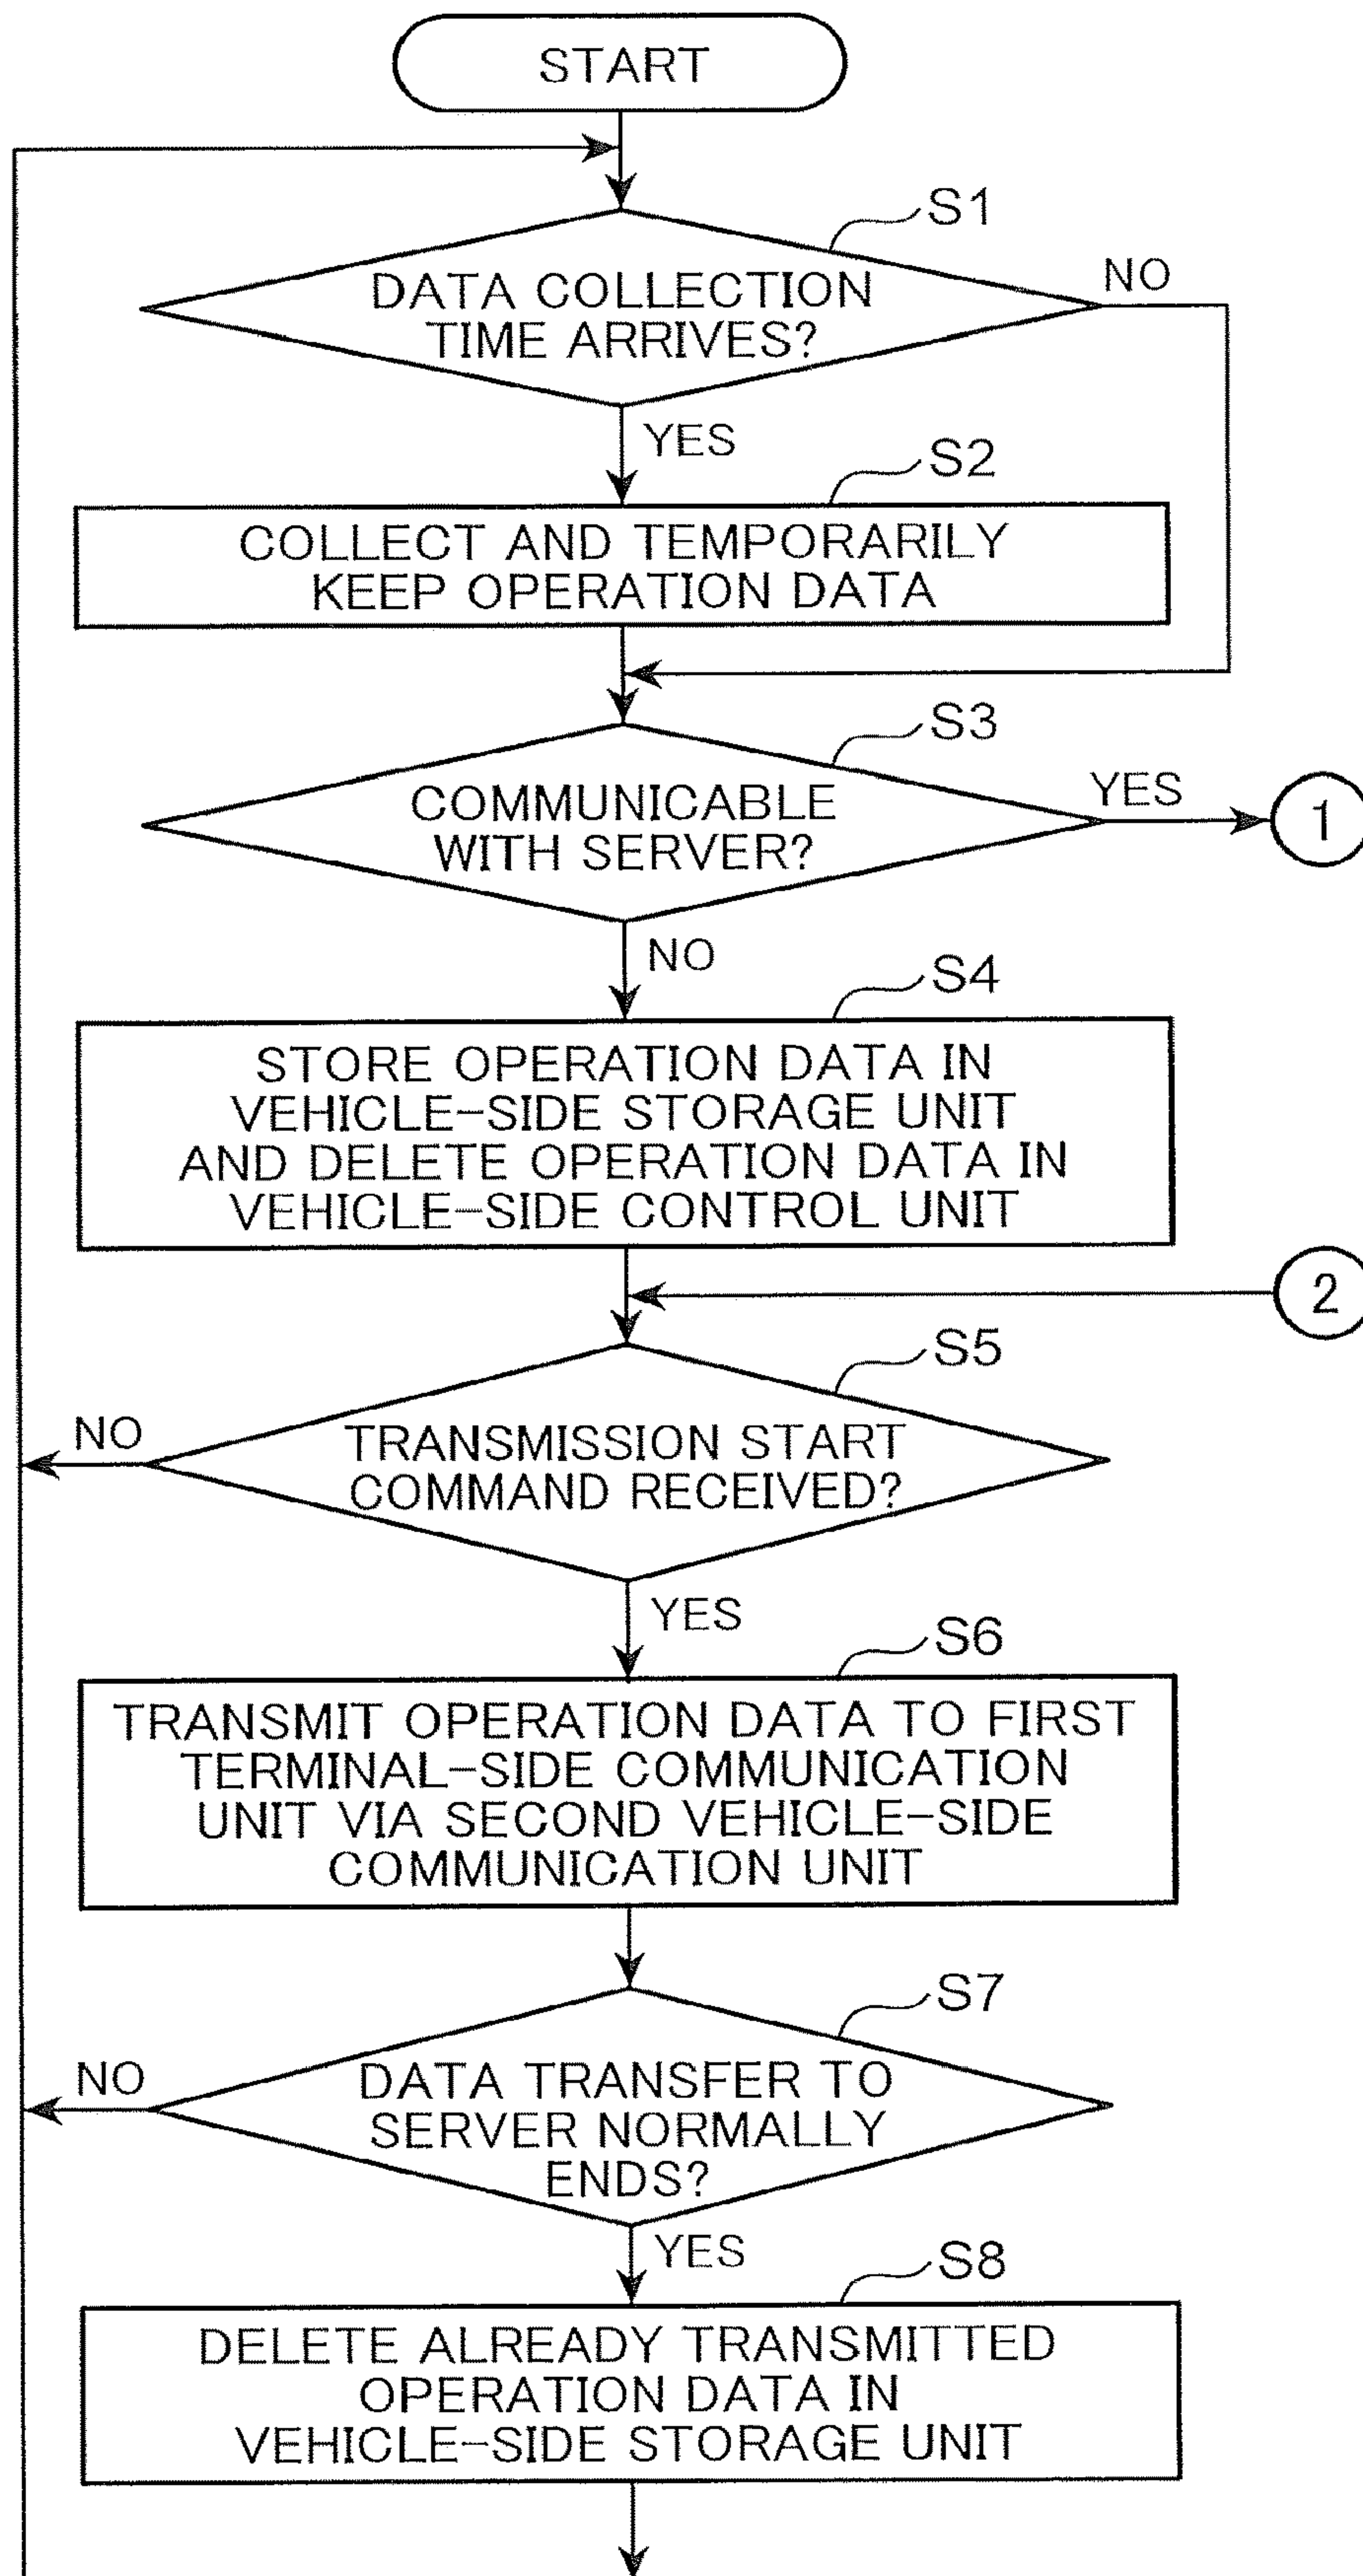 START
S1
DATA COLLECTION
TIME ARRIVES?
NO
YES
S2
COLLECT AND TEMPORARILY
KEEP OPERATION DATA
S3
COMMUNICABLE
WITH SERVER?
YES
1
NO
S4
STORE OPERATION DATA IN
VEHICLE-SIDE STORAGE UNIT
AND DELETE OPERATION DATA IN
VEHICLE-SIDE CONTROL UNIT
2
S5
NO
TRANSMISSION START
COMMAND RECEIVED?
YES
S6
TRANSMIT OPERATION DATA TO FIRST
TERMINAL-SIDE COMMUNICATION
UNIT VIA SECOND VEHICLE-SIDE
COMMUNICATION UNIT
S7
NO
DATA TRANSFER TO
SERVER NORMALLY
ENDS?
YES
S8
DELETE ALREADY TRANSMITTED
OPERATION DATA IN
VEHICLE-SIDE STORAGE UNIT